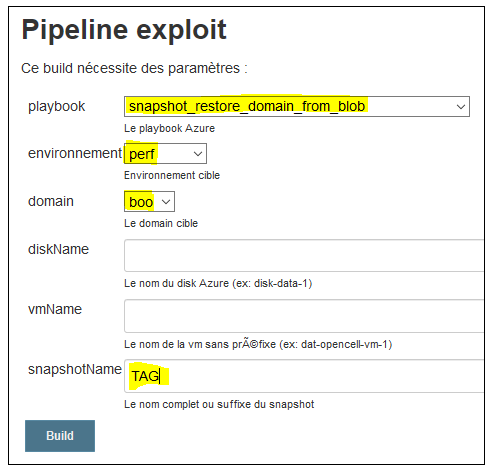 Pipeline exploit
Ce build nécessite des paramètres :
playbook
snapshot_restore_domain_from_blob
Le playbook Azure
environnement
perf
Environnement cible
domain
boo
Le domain cible
diskName
Le nom du disk Azure (ex: disk-data-1)
vmName
Le nom de la vm sans prÃ©fixe (ex: dat-opencell-vm-1)
snapshotName
TAG
Le nom complet ou suffixe du snapshot
Build